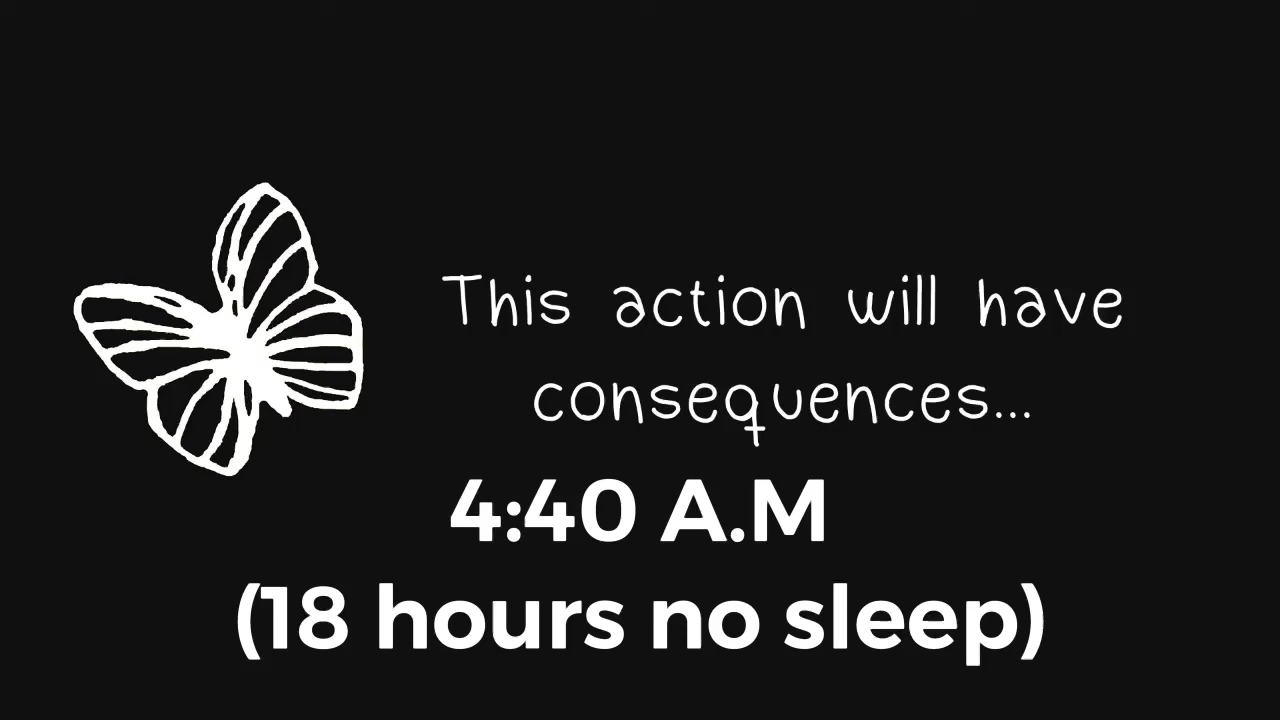 This action will have
consequences...
4:40 A.M
(18 hours no sleep)